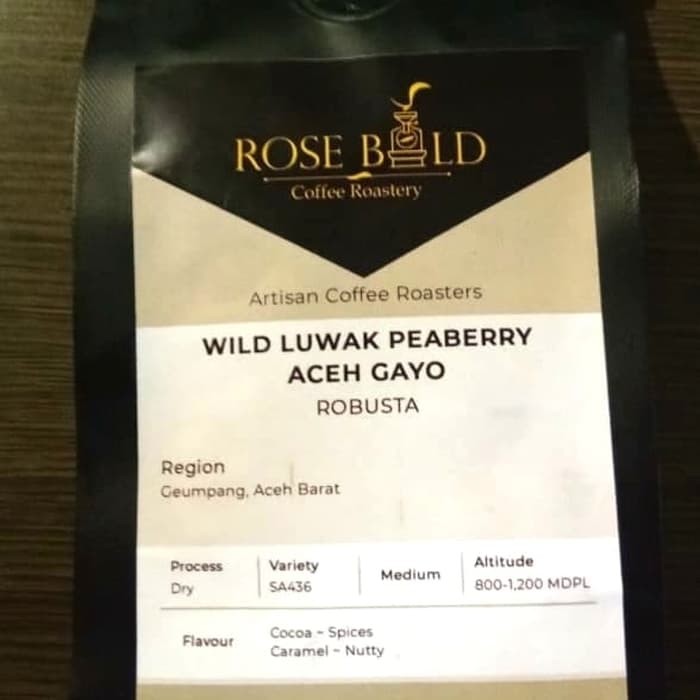 ROSE BOLD
Coffee Roastery
Artisan Coffee Roasters
WILD LUWAK PEABERRY
ACEH GAYO
ROBUSTA
Region
Geumpang, Aceh Barat
Process
Dry
Variety
SA436
Medium
Altitude
800-1,200 MDPL
Flavour
Cocoa ~ Spices
Caramel ~ Nutty